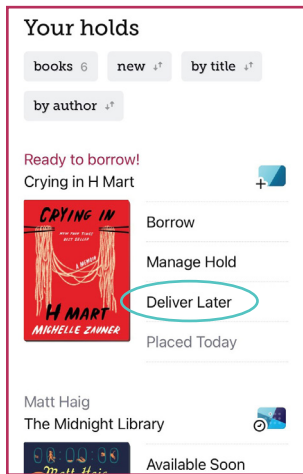 Your holds
books 6 new ↓↑ by title ↓↑
by author ↓↑
Ready to borrow!
Crying in H Mart
CRYING IN
NEW YORK TIMES
BEST SELLER
A MEMOIR
H MART
MICHELLE ZAUNER
Borrow
Manage Hold
Deliver Later
Placed Today
Matt Haig
The Midnight Library
Matt Haig
Available Soon